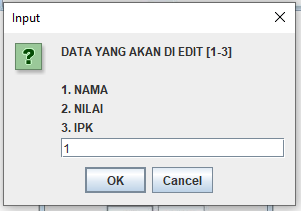 Input
DATA YANG AKAN DI EDIT [1-3]
1. NAMA
2. NILAI
3. IPK
1
OK Cancel